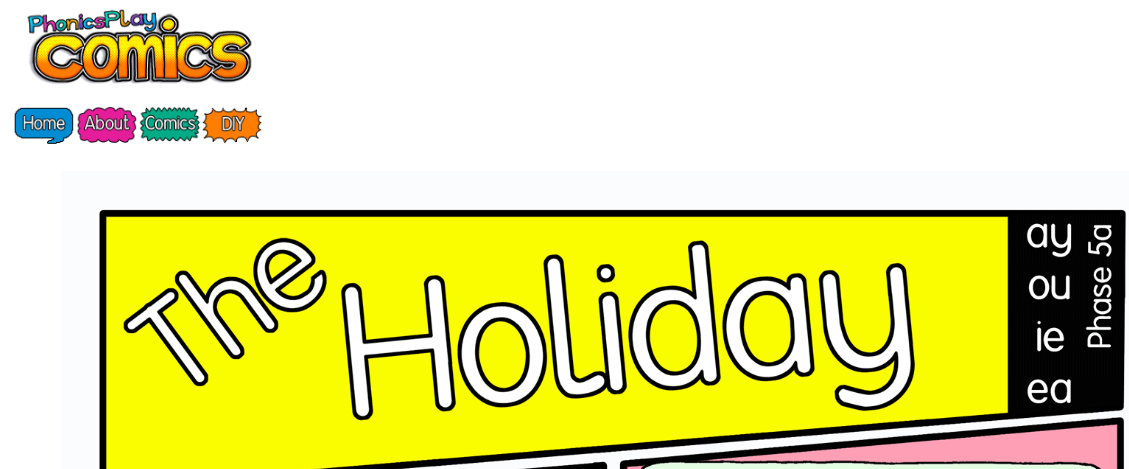 PhonicsPlay
comics
Home About Comics DIY
The Holiday
ay
ou
ie
ea
Phase 5a